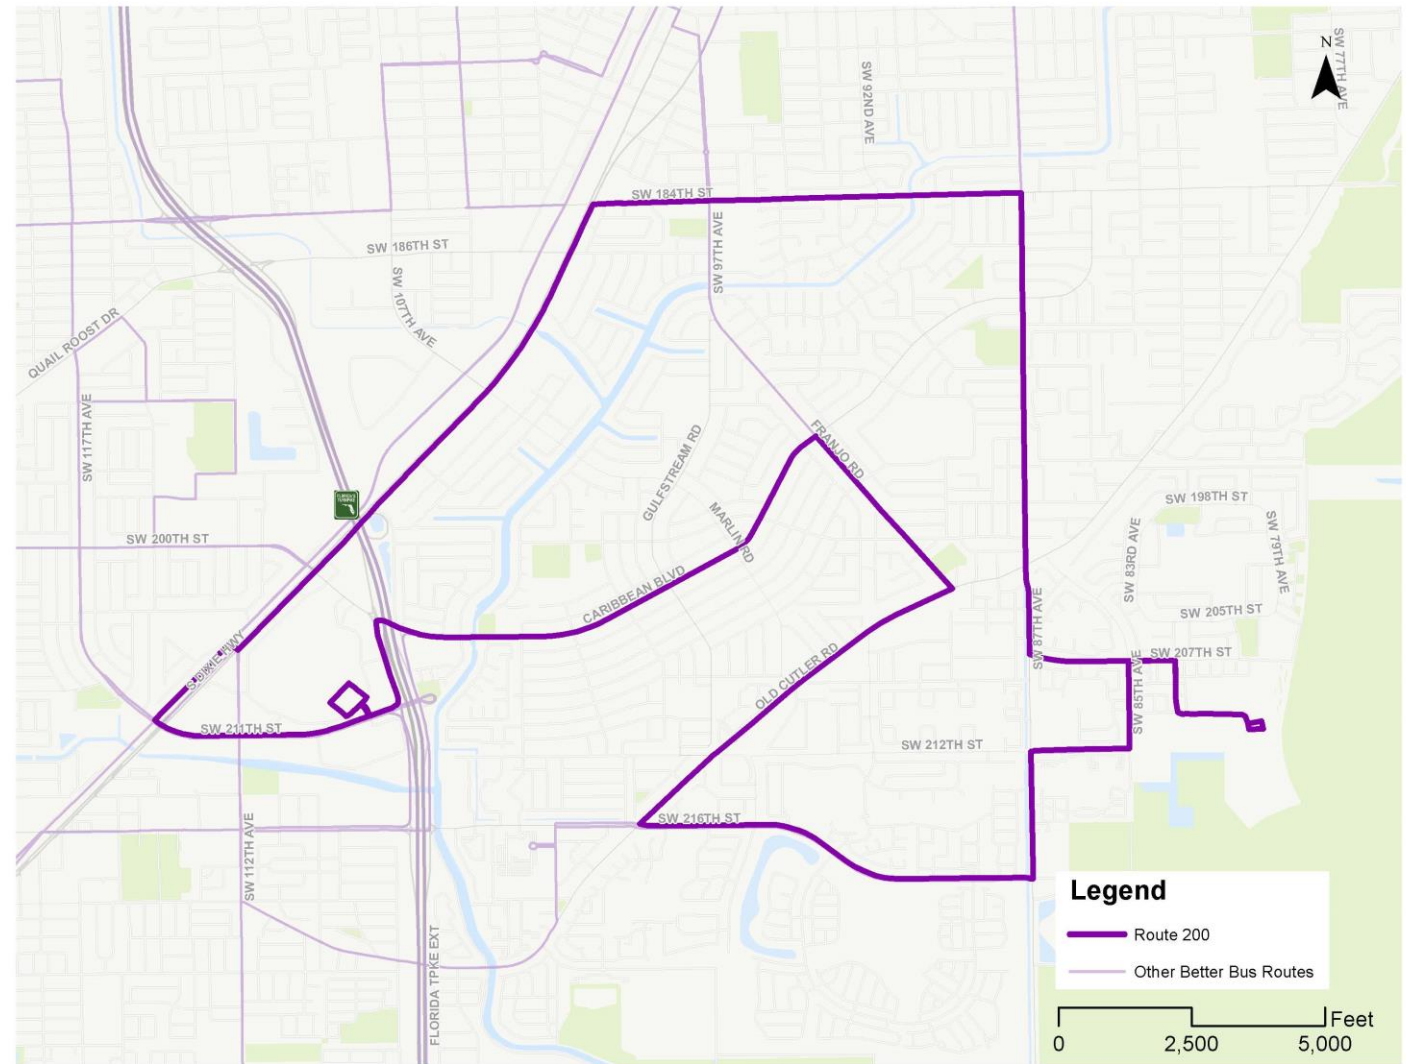 N
SW 77TH AVE
SW 92ND AVE
SW 184TH ST
SW 97TH AVE
SW 186TH ST
SW 107TH AVE
QUAIL ROOST DR
SW 117TH AVE
FRANJO RD
GULFSTREAM RD
MARLIN RD
SW 198TH ST
SW 79TH AVE
SW 83RD AVE
SW 200TH ST
CARIBBEAN BLVD
SW 205TH ST
SW 87TH AVE
SW 207TH ST
S DIXIE HWY
OLD CUTLER RD
SW 85TH AVE
SW 211TH ST
SW 212TH ST
SW 216TH ST
SW 112TH AVE
FLORIDA TPKE EXT
Legend
Route 200
Other Better Bus Routes
Feet
0 2,500 5,000